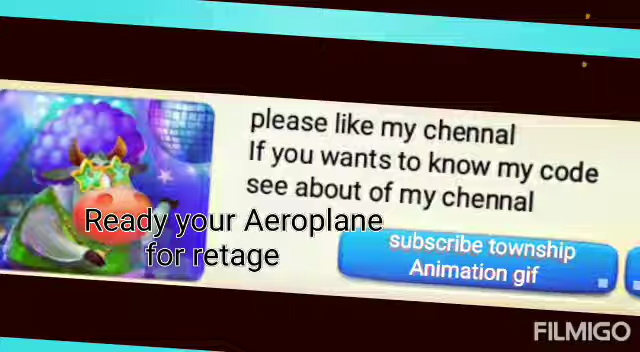 please like my chennal
If you wants to know my code
see about of my chennal
Ready your Aeroplane
for retage
subscribe township
Animation gif
FILMIGO